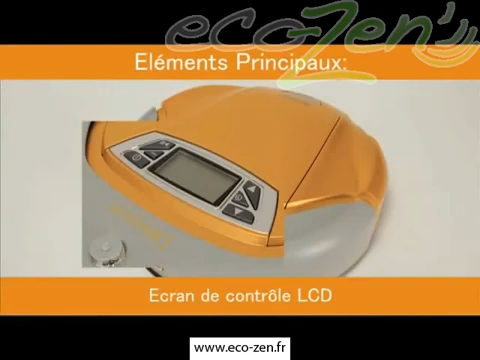 eco-Zen
Eléments Principaux:
Ecran de contrôle LCD
www.eco-zen.fr